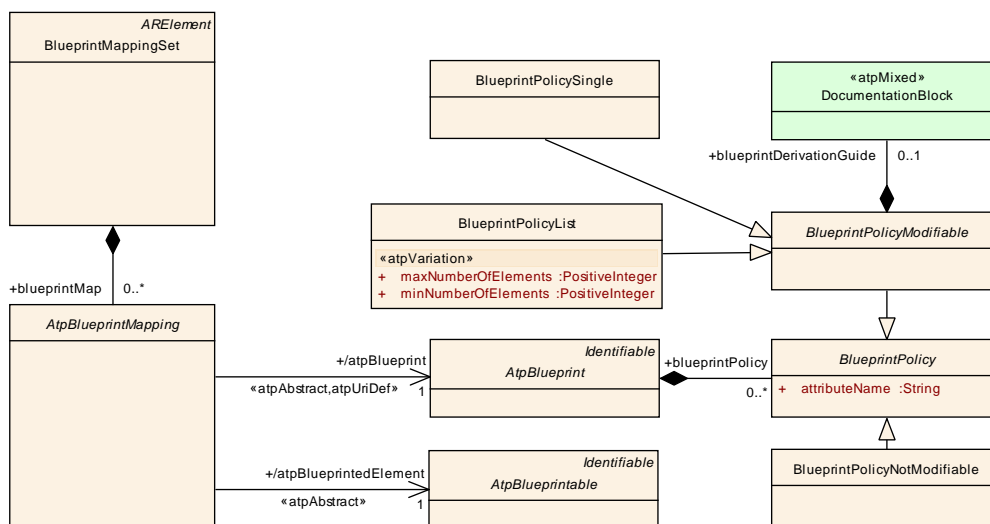 ARElement
BlueprintMappingSet
BlueprintPolicySingle
«atpMixed»
DocumentationBlock
+blueprintDerivationGuide 0..1
BlueprintPolicyList
«atpVariation»
+ maxNumberOfElements :PositiveInteger
+ minNumberOfElements :PositiveInteger
BlueprintPolicyModifiable
+blueprintMap 0..*
AtpBlueprintMapping
+/atpBlueprint
«atpAbstract,atpUriDef» 1
Identifiable
AtpBlueprint
+blueprintPolicy
0..*
BlueprintPolicy
+ attributeName :String
+/atpBlueprintedElement
«atpAbstract» 1
Identifiable
AtpBlueprintable
BlueprintPolicyNotModifiable